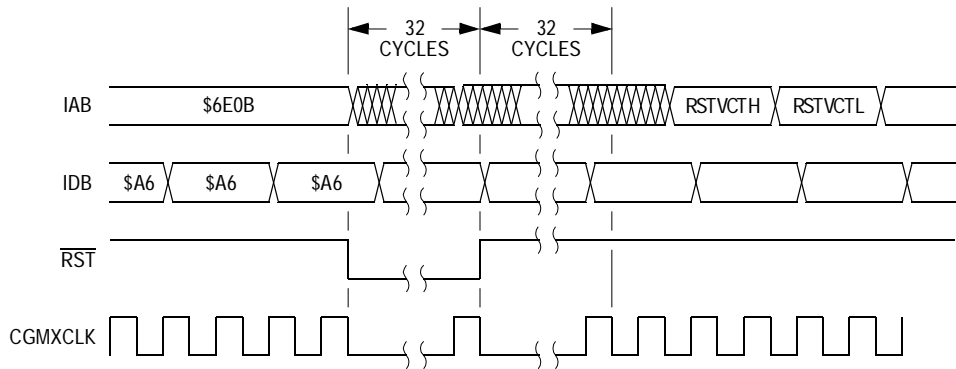 32
CYCLES
32
CYCLES
IAB
$6E0B
RSTVCTH
RSTVCTL
IDB
$A6
$A6
$A6
RST
CGMXCLK